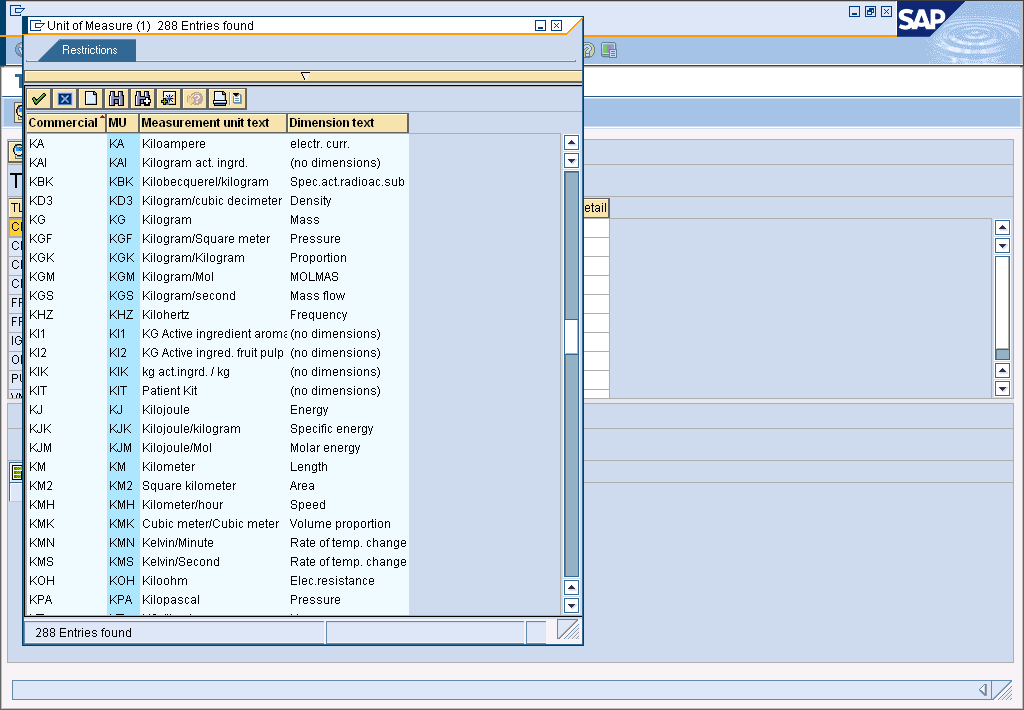 Unit of Measure (1) 288 Entries found
SAP
Restrictions
Commercial MU Measurement unit text Dimension text
KA KA Kiloampere electr. curr.
KAI KAI Kilogram act. ingrd. (no dimensions)
KBK KBK Kilobecquerel/kilogram Spec.act.radioac.sub
KD3 KD3 Kilogram/cubic decimeter Density
KG KG Kilogram Mass
KGF KGF Kilogram/Square meter Pressure
KGK KGK Kilogram/Kilogram Proportion
KGM KGM Kilogram/Mol MOLMAS
KGS KGS Kilogram/second Mass flow
KHZ KHZ Kilohertz Frequency
KI1 KI1 KG Active ingredient aroma (no dimensions)
KI2 KI2 KG Active ingred. fruit pulp (no dimensions)
KIK KIK kg act.ingrd. / kg (no dimensions)
KIT KIT Patient Kit (no dimensions)
KJ KJ Kilojoule Energy
KJK KJK Kilojoule/kilogram Specific energy
KJM KJM Kilojoule/Mol Molar energy
KM KM Kilometer Length
KM2 KM2 Square kilometer Area
KMH KMH Kilometer/hour Speed
KMK KMK Cubic meter/Cubic meter Volume proportion
KMN KMN Kelvin/Minute Rate of temp. change
KMS KMS Kelvin/Second Rate of temp. change
KOH KOH Kiloohm Elec.resistance
KPA KPA Kilopascal Pressure
288 Entries found
etail